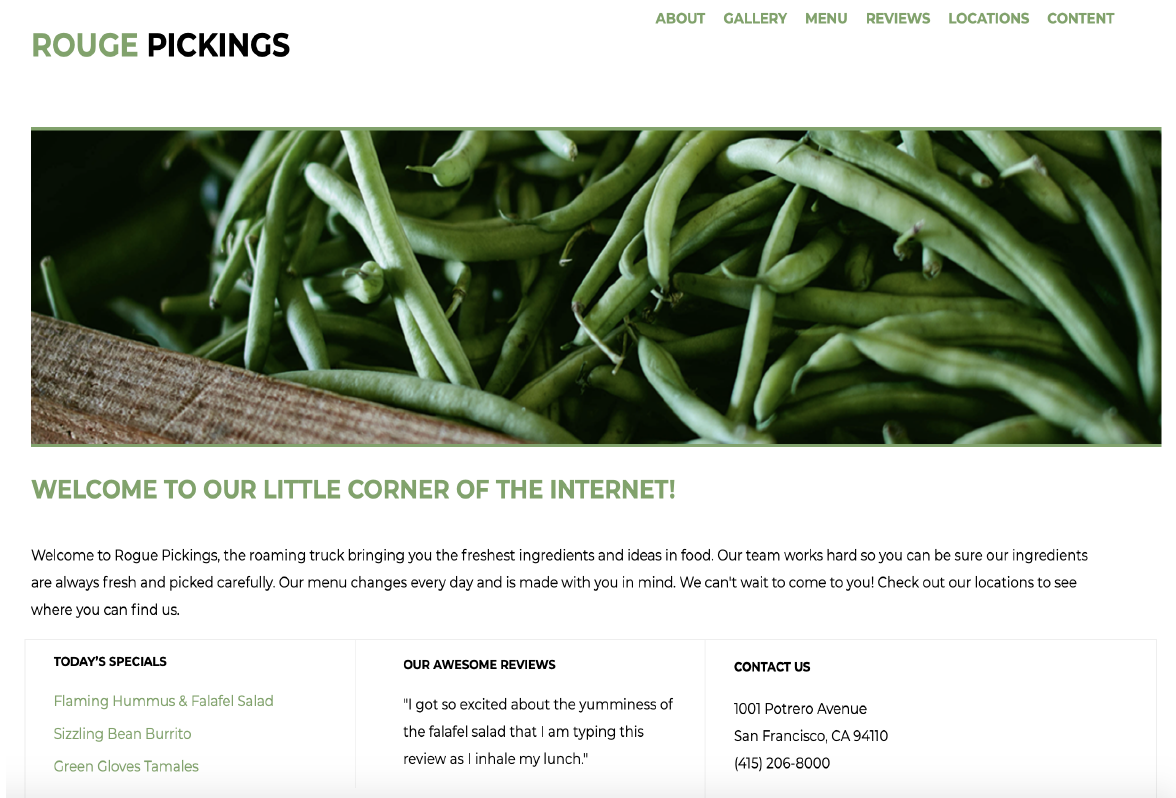 ABOUT GALLERY MENU REVIEWS LOCATIONS CONTENT
ROUGE PICKINGS
WELCOME TO OUR LITTLE CORNER OF THE INTERNET!
Welcome to Rogue Pickings, the roaming truck bringing you the freshest ingredients and ideas in food. Our team works hard so you can be sure our ingredients
are always fresh and picked carefully. Our menu changes every day and is made with you in mind. We can't wait to come to you! Check out our locations to see
where you can find us.
TODAY'S SPECIALS
Flaming Hummus & Falafel Salad
Sizzling Bean Burrito
Green Gloves Tamales
OUR AWESOME REVIEWS
"I got so excited about the yumminess of
the falafel salad that I am typing this
review as I inhale my lunch."
CONTACT US
1001 Potrero Avenue
San Francisco, CA 94110
(415) 206-8000